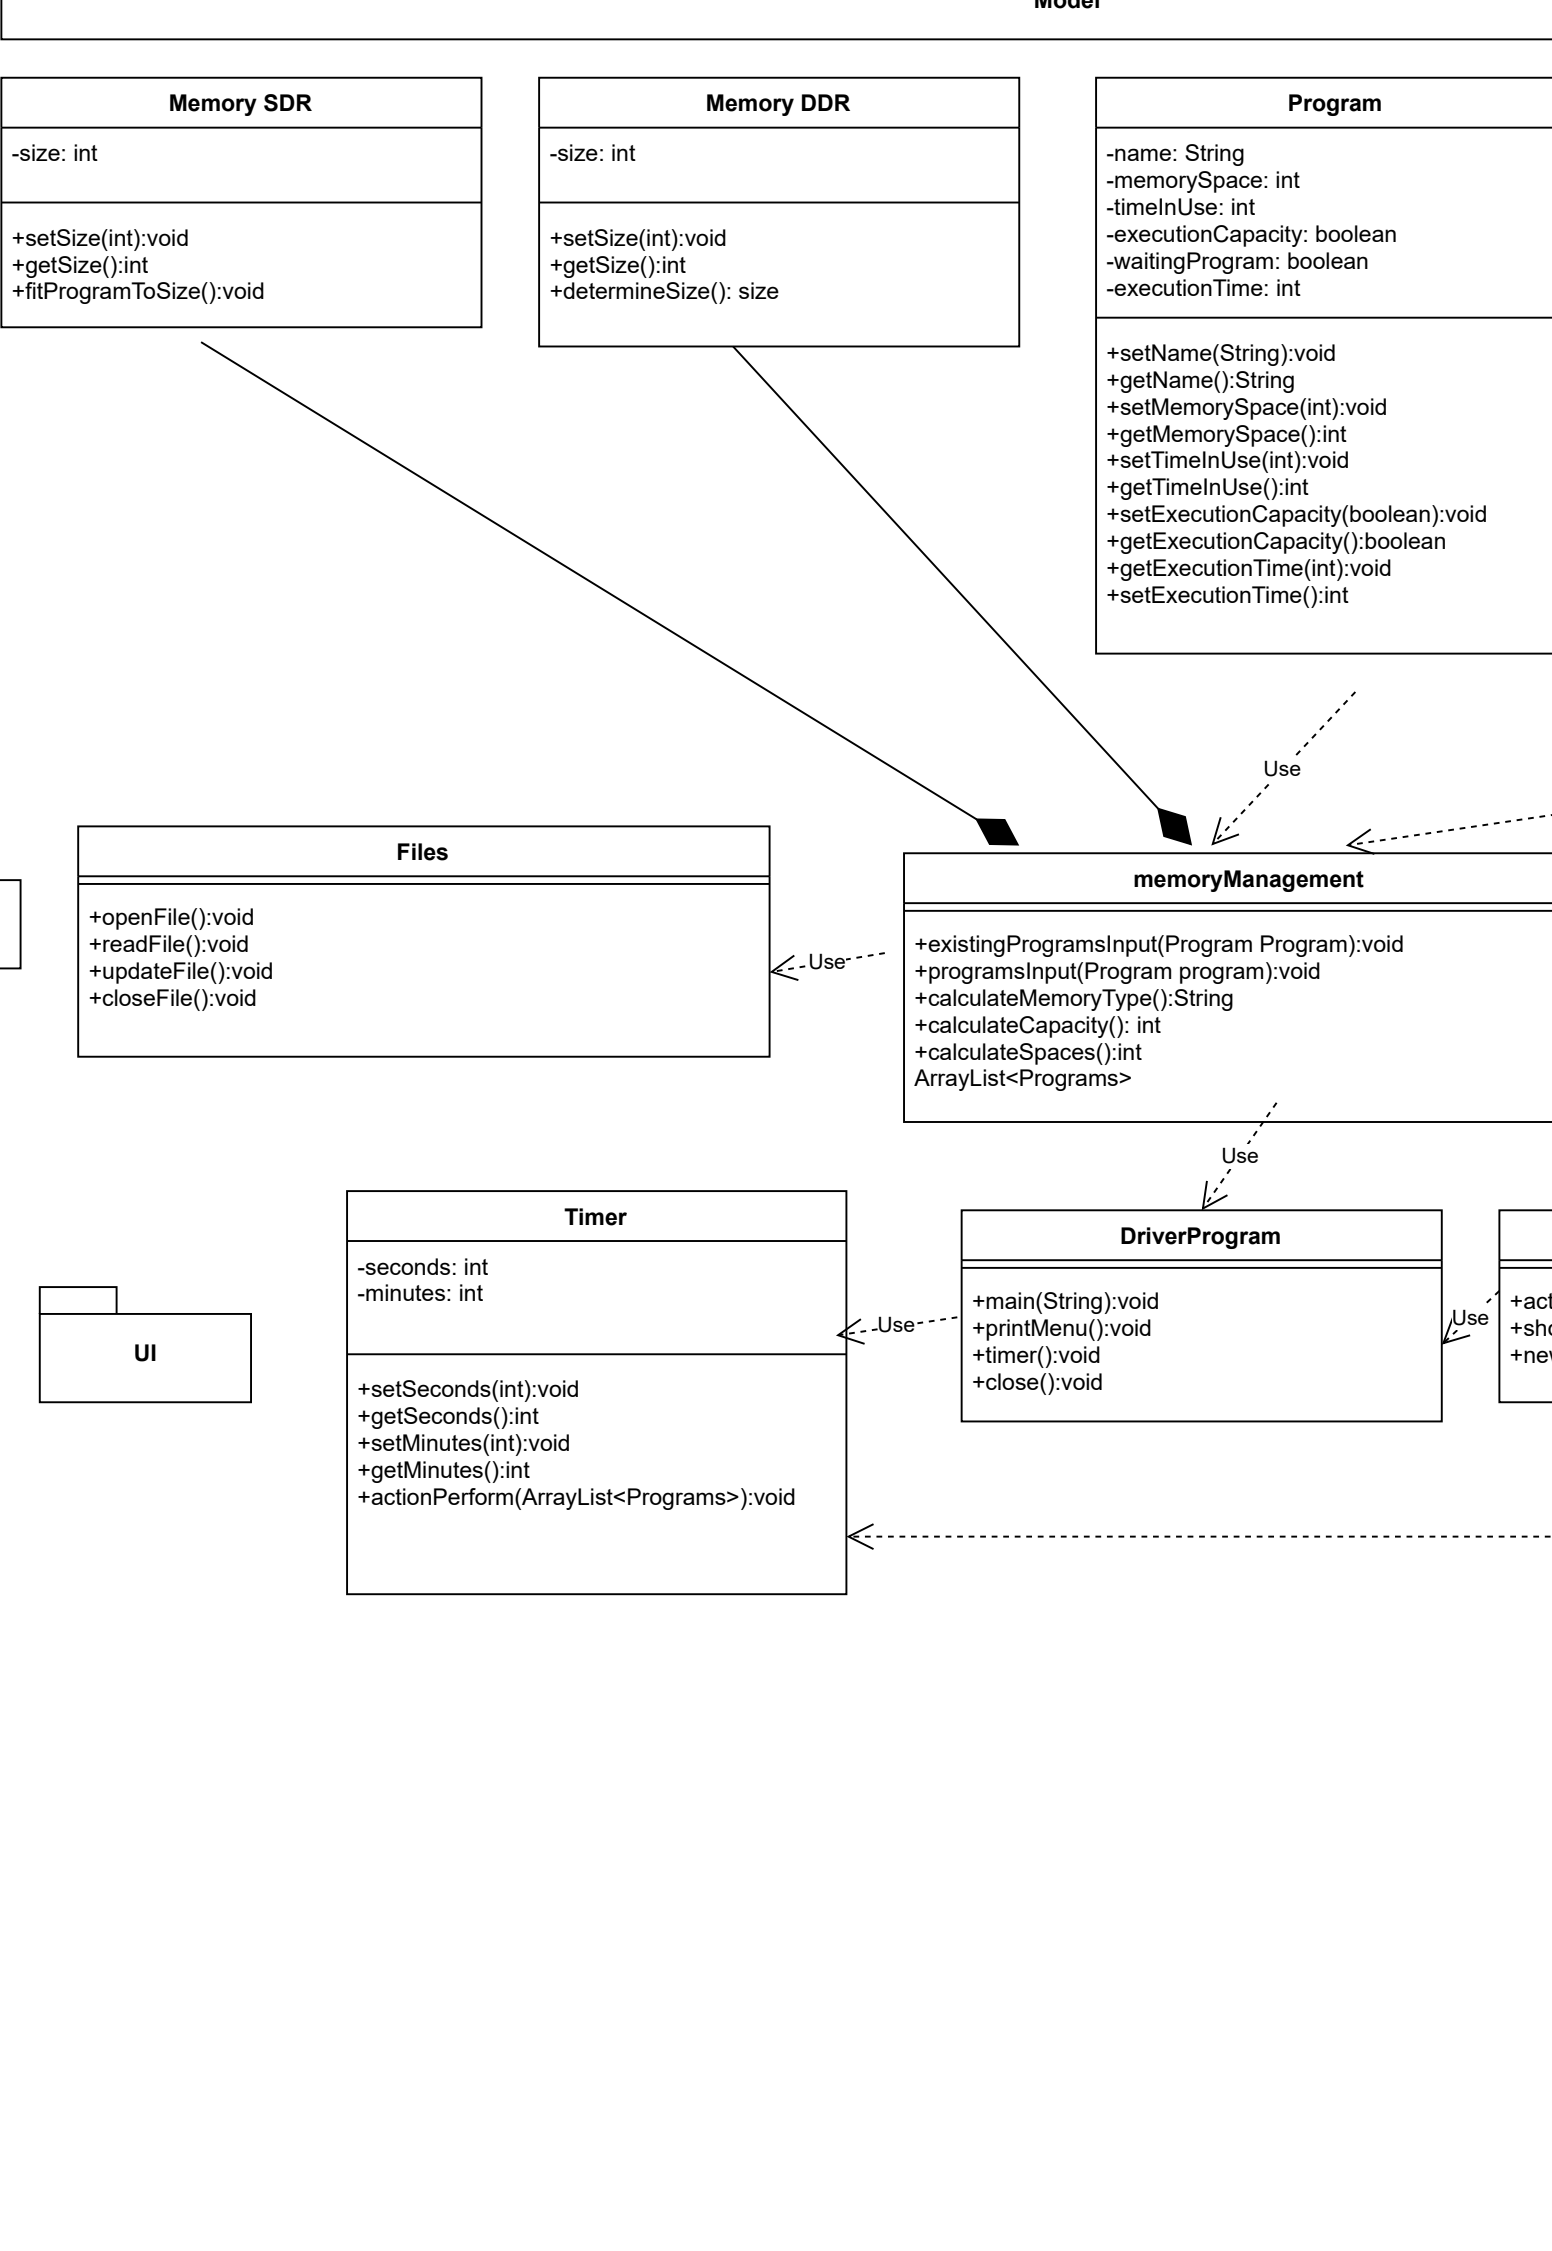 Model
Memory SDR
-size: int
+setSize(int):void
+getSize():int
+fitProgramToSize():void
Memory DDR
-size: int
+setSize(int):void
+getSize():int
+determineSize(): size
Program
-name: String
-memorySpace: int
-timeInUse: int
-executionCapacity: boolean
-waitingProgram: boolean
-executionTime: int
+setName(String):void
+getName():String
+setMemorySpace(int):void
+getMemorySpace():int
+setTimeInUse(int):void
+getTimeInUse():int
+setExecutionCapacity(boolean):void
+getExecutionCapacity():boolean
+getExecutionTime(int):void
+setExecutionTime():int
Use
Files
+openFile():void
+readFile():void
+updateFile():void
+closeFile():void
Use
memoryManagement
+existingProgramsInput(Program Program):void
+programsInput(Program program):void
+calculateMemoryType():String
+calculateCapacity(): int
+calculateSpaces():int
ArrayList<Programs>
Use
UI
Timer
-seconds: int
-minutes: int
+setSeconds(int):void
+getSeconds():int
+setMinutes(int):void
+getMinutes():int
+actionPerform(ArrayList<Programs>):void
Use
DriverProgram
+main(String):void
+printMenu():void
+timer():void
+close():void
Use